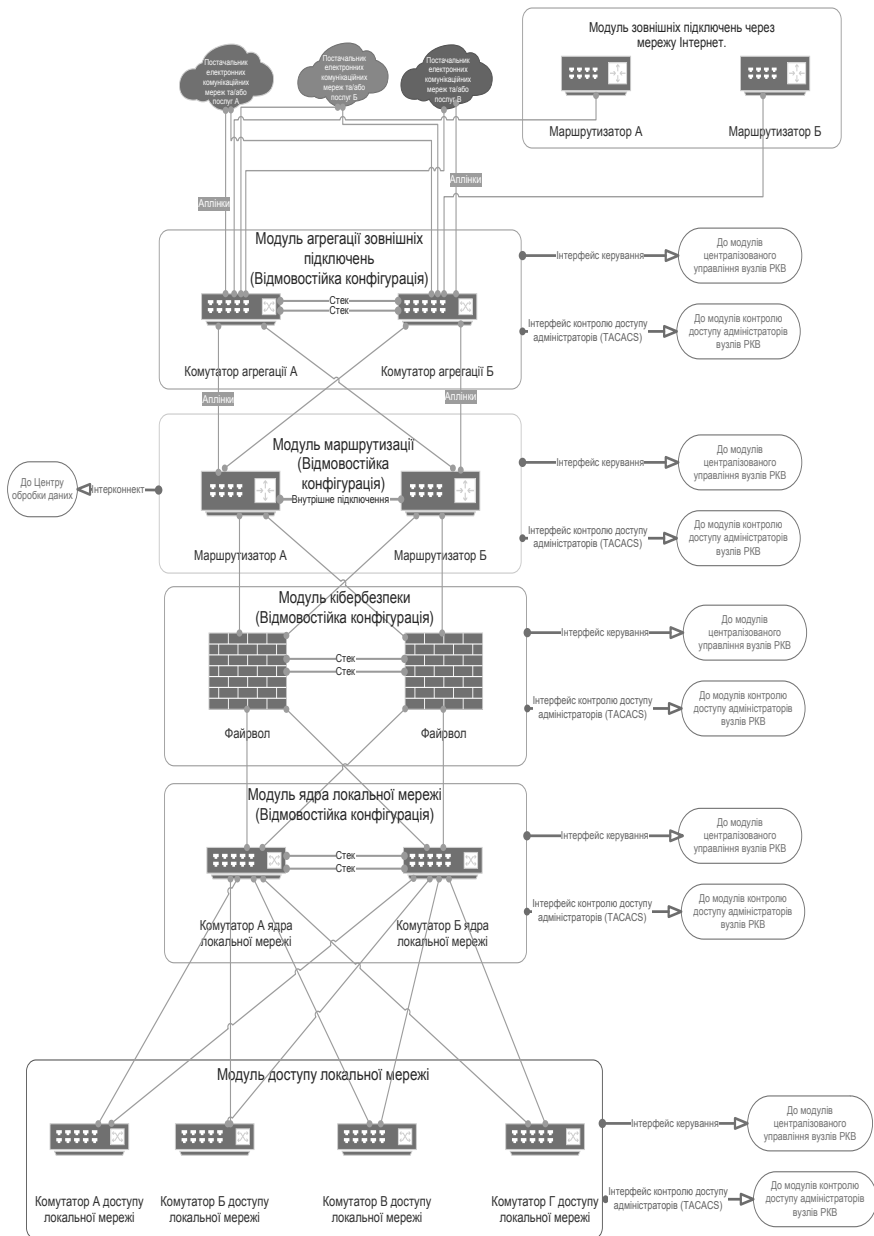 Модуль зовнішніх підключень через
мережу Інтернет.
Маршрутизатор А
Маршрутизатор Б
Постачальник
електронних
комунікаційних
мереж та/або
послуг А
Постачальник
електронних
комунікаційних
мереж та/або
послуг Б
Постачальник
електронних
комунікаційних
мереж та/або
послуг В
Аплінки
Аплінки
Модуль агрегації зовнішніх
підключень
(Відмовостійка конфігурація)
Стек
Стек
Комутатор агрегації А
Комутатор агрегації Б
Інтерфейс керування
До модулів
централізованого
управління вузлів РКВ
Інтерфейс контролю доступу
адміністраторів (TACACS)
До модулів контролю
доступу адміністраторів
вузлів РКВ
Аплінки
Аплінки
Модуль маршрутизації
(Відмовостійка
конфігурація)
Внутрішне підключення
Маршрутизатор А
Маршрутизатор Б
До Центру
обробки даних
Інтерконнект
Інтерфейс керування
До модулів
централізованого
управління вузлів РКВ
Інтерфейс контролю доступу
адміністраторів (TACACS)
До модулів контролю
доступу адміністраторів
вузлів РКВ
Модуль кібербезпеки
(Відмовостійка конфігурація)
Стек
Стек
Файрвол
Файрвол
Інтерфейс керування
До модулів
централізованого
управління вузлів РКВ
Інтерфейс контролю доступу
адміністраторів (TACACS)
До модулів контролю
доступу адміністраторів
вузлів РКВ
Модуль ядра локальної мережі
(Відмовостійка конфігурація)
Стек
Стек
Комутатор А ядра
локальної мережі
Комутатор Б ядра
локальної мережі
Інтерфейс керування
До модулів
централізованого
управління вузлів РКВ
Інтерфейс контролю доступу
адміністраторів (TACACS)
До модулів контролю
доступу адміністраторів
вузлів РКВ
Модуль доступу локальної мережі
Комутатор А доступу
локальної мережі
Комутатор Б доступу
локальної мережі
Комутатор В доступу
локальної мережі
Комутатор Г доступу
локальної мережі
Інтерфейс керування
До модулів
централізованого
управління вузлів РКВ
Інтерфейс контролю доступу
адміністраторів (TACACS)
До модулів контролю
доступу адміністраторів
вузлів РКВ